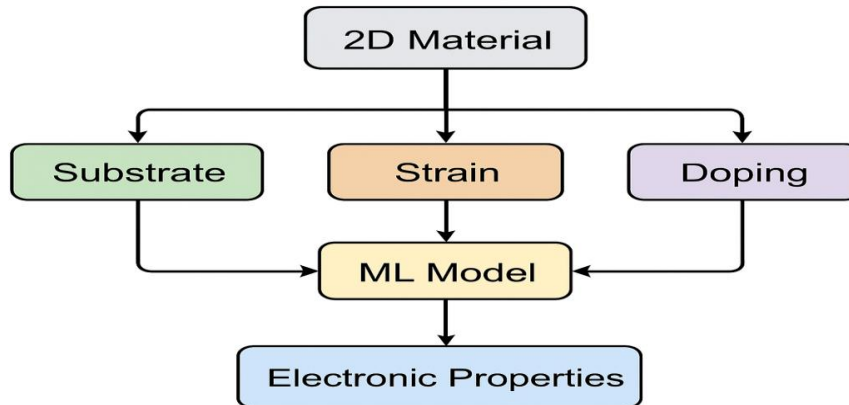 2D Material
Substrate
Strain
Doping
ML Model
Electronic Properties